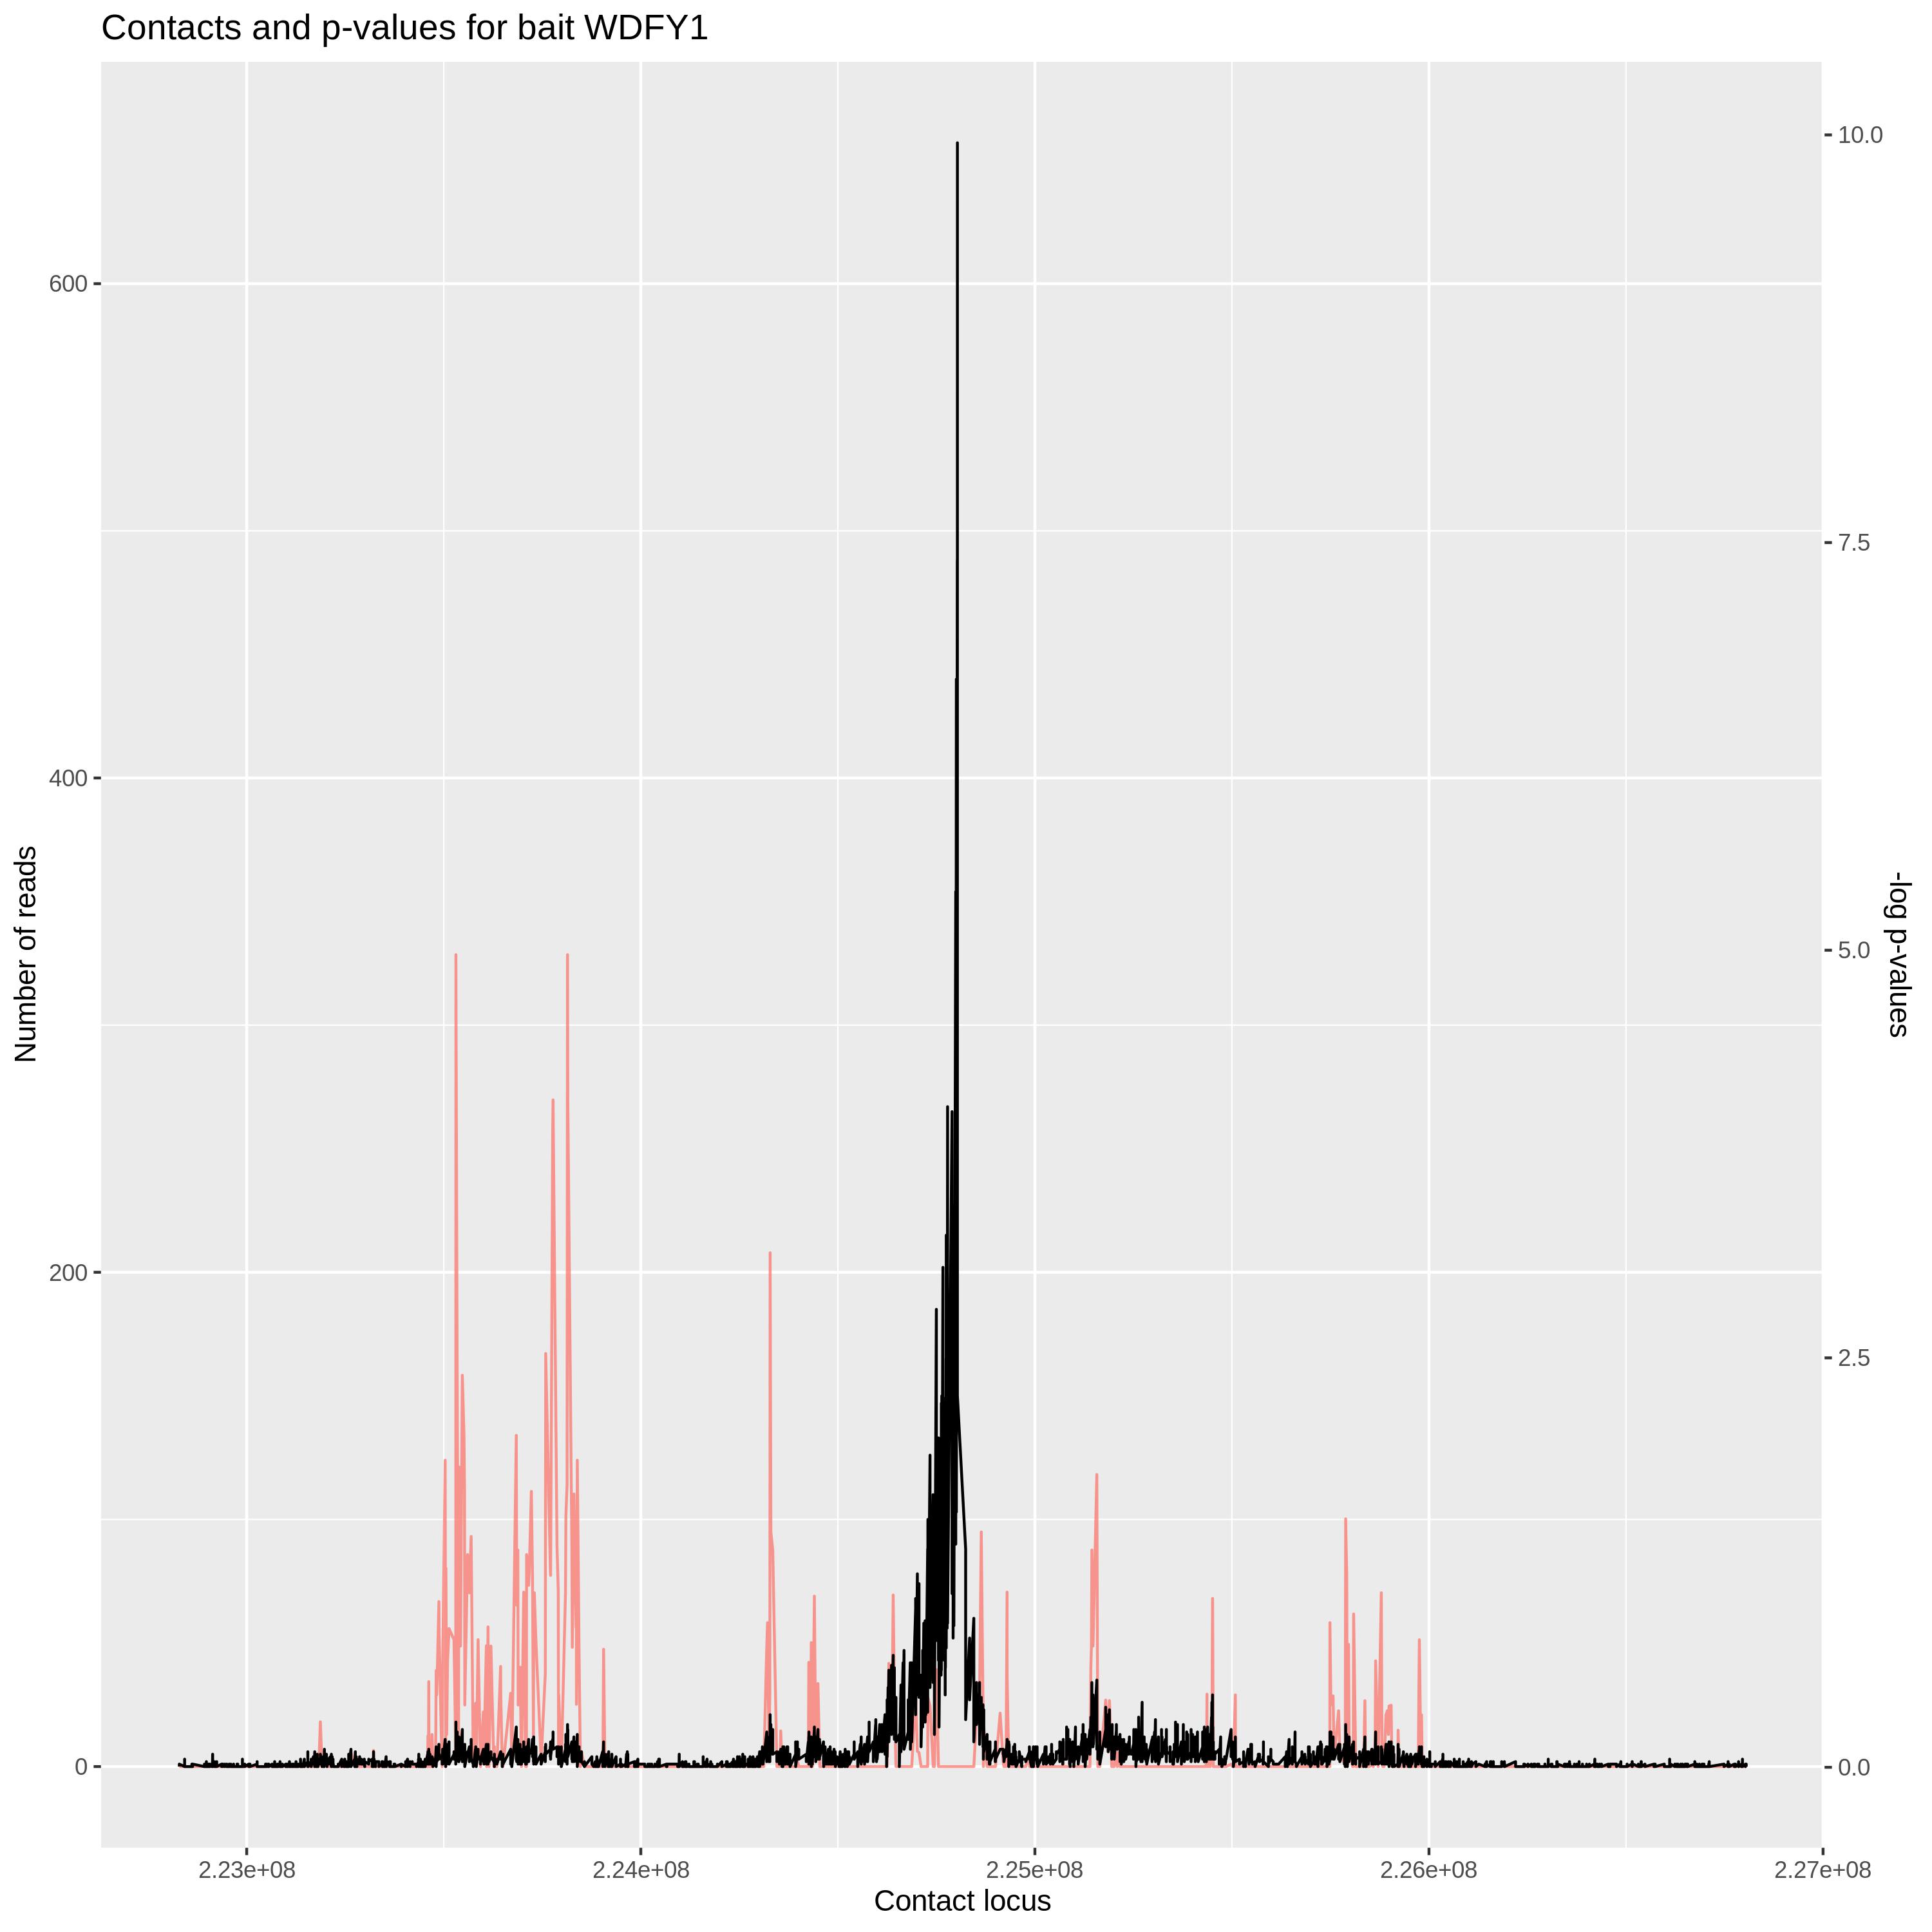 Contacts and p-values for bait WDFY1
600
400
200
0
Number of reads
10.0
7.5
5.0
2.5
0.0
-log p-values
2.23e+08
2.24e+08
2.25e+08
2.26e+08
2.27e+08
Contact locus